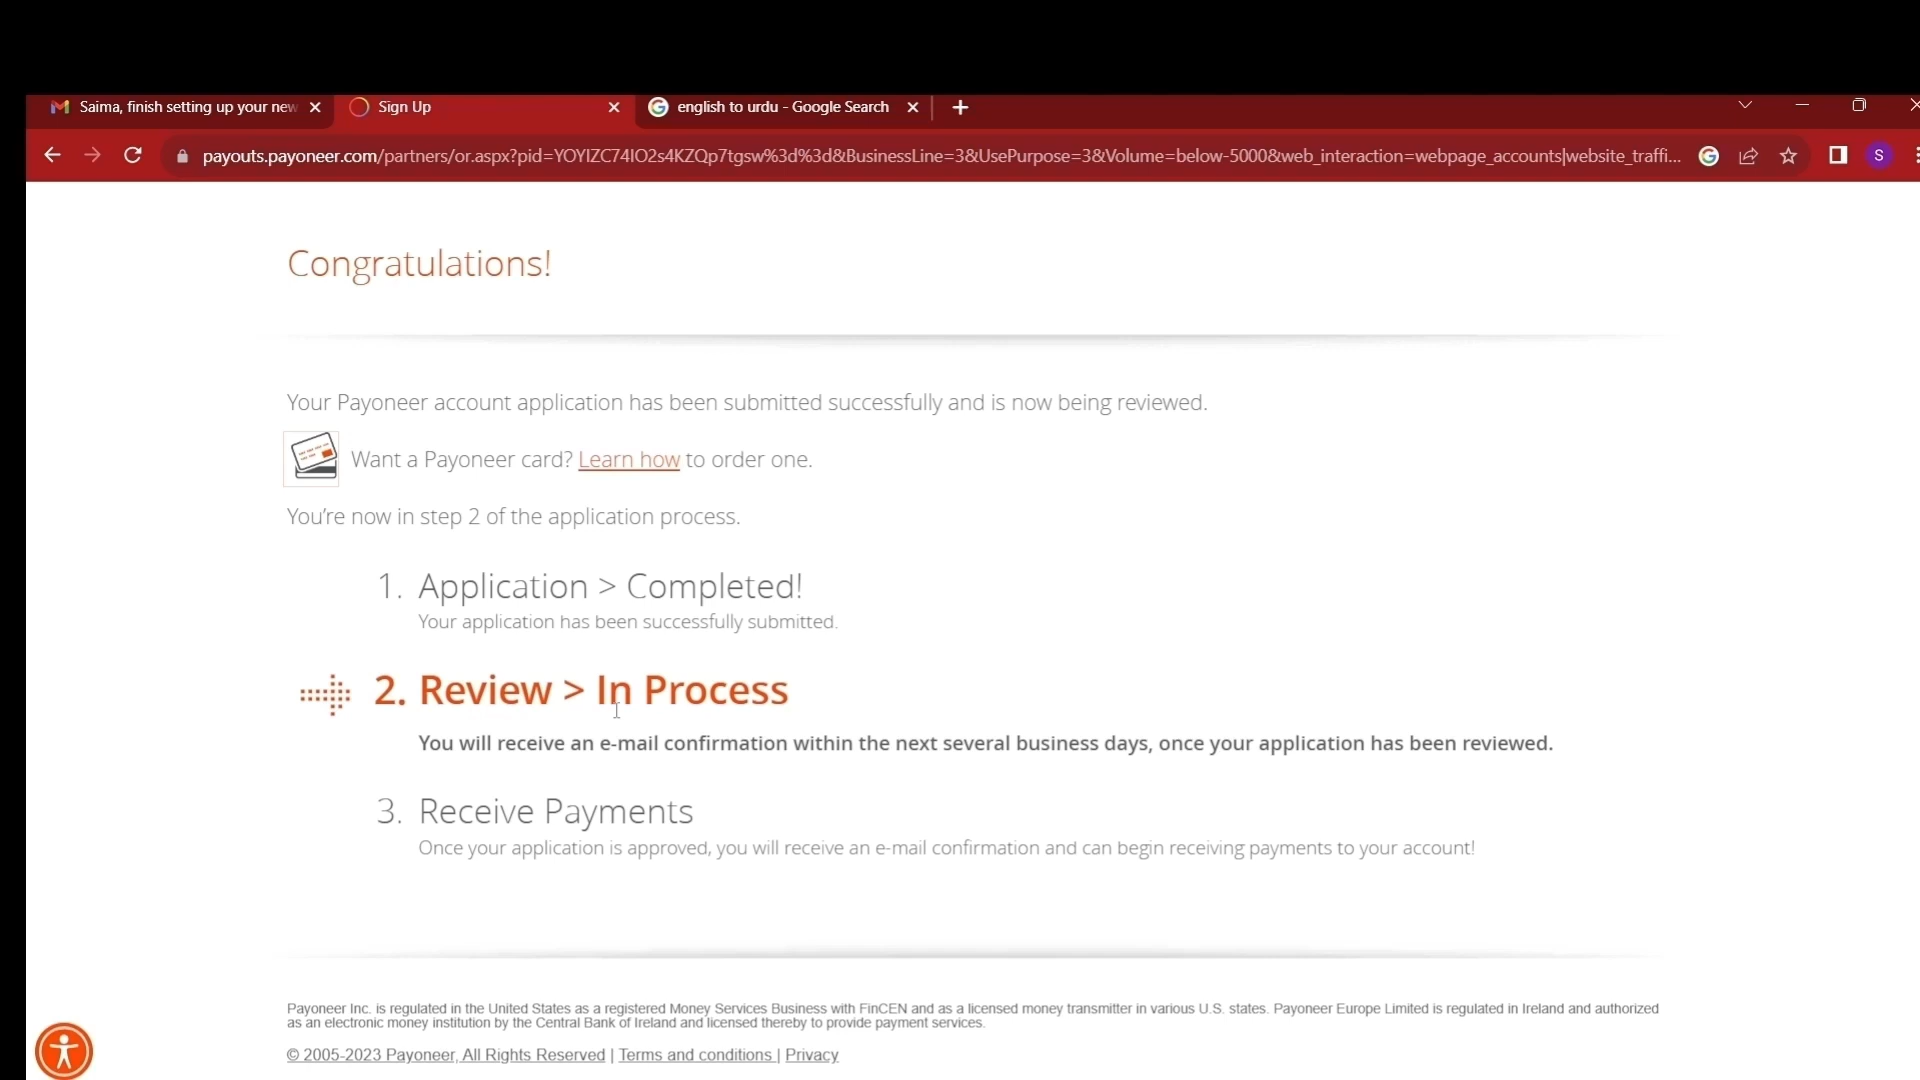 Saima, finish setting up your new
Sign Up
english to urdu - Google Search
payouts.payoneer.com/partners/or.aspx?pid=YOYIZC74IO2s4KZQp7tgsw%3d%3d&BusinessLine=3&UsePurpose=3&Volume=below-5000&web_interaction=webpage_accounts|website_traffi...
S
Congratulations!
Your Payoneer account application has been submitted successfully and is now being reviewed.
Want a Payoneer card? Learn how to order one.
You're now in step 2 of the application process.
1. Application > Completed!
Your application has been successfully submitted.
2. Review > In Process
You will receive an e-mail confirmation within the next several business days, once your application has been reviewed.
3. Receive Payments
Once your application is approved, you will receive an e-mail confirmation and can begin receiving payments to your account!
Payoneer Inc. is regulated in the United States as a registered Money Services Business with FinCEN and as a licensed money transmitter in various U.S. states. Payoneer Europe Limited is regulated in Ireland and authorized
as an electronic money institution by the Central Bank of Ireland and licensed thereby to provide payment services.
© 2005-2023 Payoneer, All Rights Reserved | Terms and conditions | Privacy